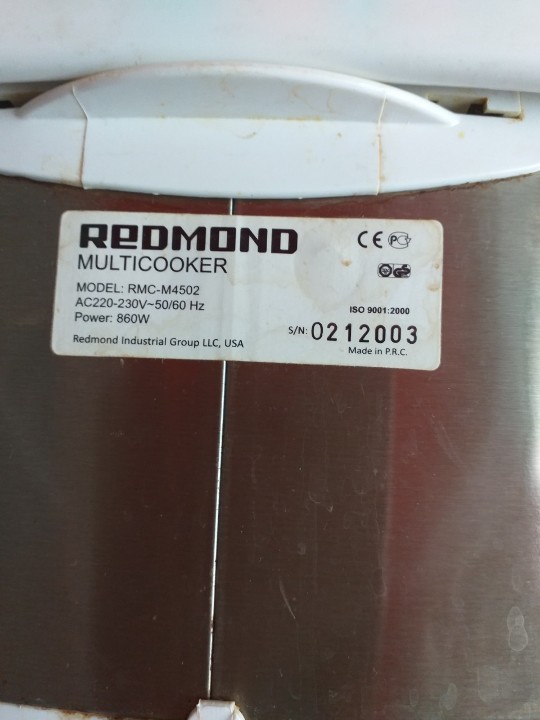 REDMOND
MULTICOOKER
MODEL: RMC-M4502
AC220-230V~50/60 Hz
Power: 860W
Redmond Industrial Group LLC, USA
CE
ISO 9001:2000
S/N: 0212003
Made in P.R.C.